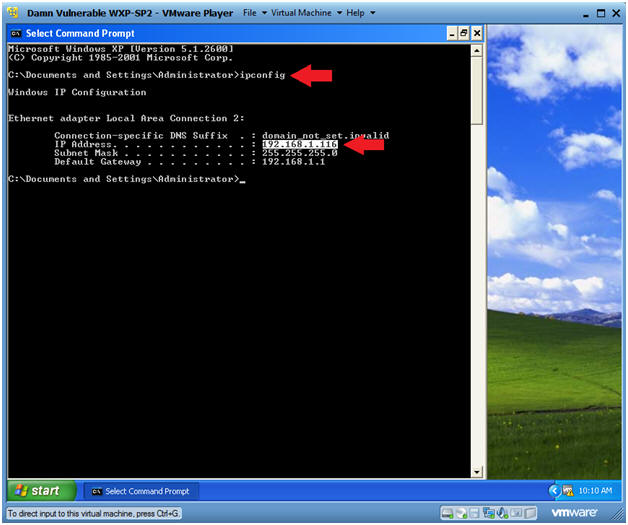 Damn Vulnerable WXP-SP2 - VMware Player File Virtual Machine Help
Select Command Prompt
Microsoft Windows XP [Version 5.1.2600]
(C) Copyright 1985-2001 Microsoft Corp.
C:\Documents and Settings\Administrator>ipconfig
Windows IP Configuration
Ethernet adapter Local Area Connection 2:
Connection-specific DNS Suffix . : domain_not_set.invalid
IP Address. . . . . . . . . . . . : 192.168.1.116
Subnet Mask . . . . . . . . . . . : 255.255.255.0
Default Gateway . . . . . . . . . : 192.168.1.1
C:\Documents and Settings\Administrator>_
start Select Command Prompt 10:10 AM
To direct input to this virtual machine, press Ctrl+G. vmware